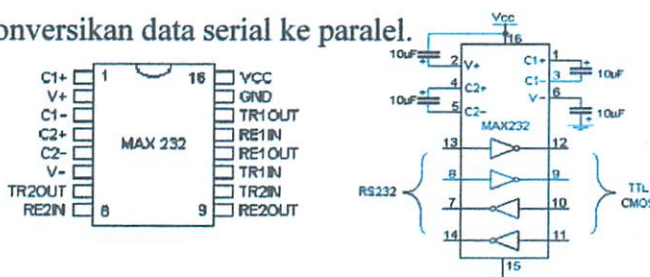 onversikan data serial ke paralel.
C1+ 1 16 VCC
V+ GND
C1- TR1OUT
C2+ RE1IN
C2- MAX 232 RE1OUT
V- TR1IN
TR2OUT TR2IN
RE2IN 8 9 RE2OUT
Vcc
16
10uF
2 V+ C1+ 1
C1- 3 10uF
4 C2+
10uF
5 C2- V- 6
10uF
MAX232
13 12
8 9
RS232 TTL
CMOS
7 10
14 11
15